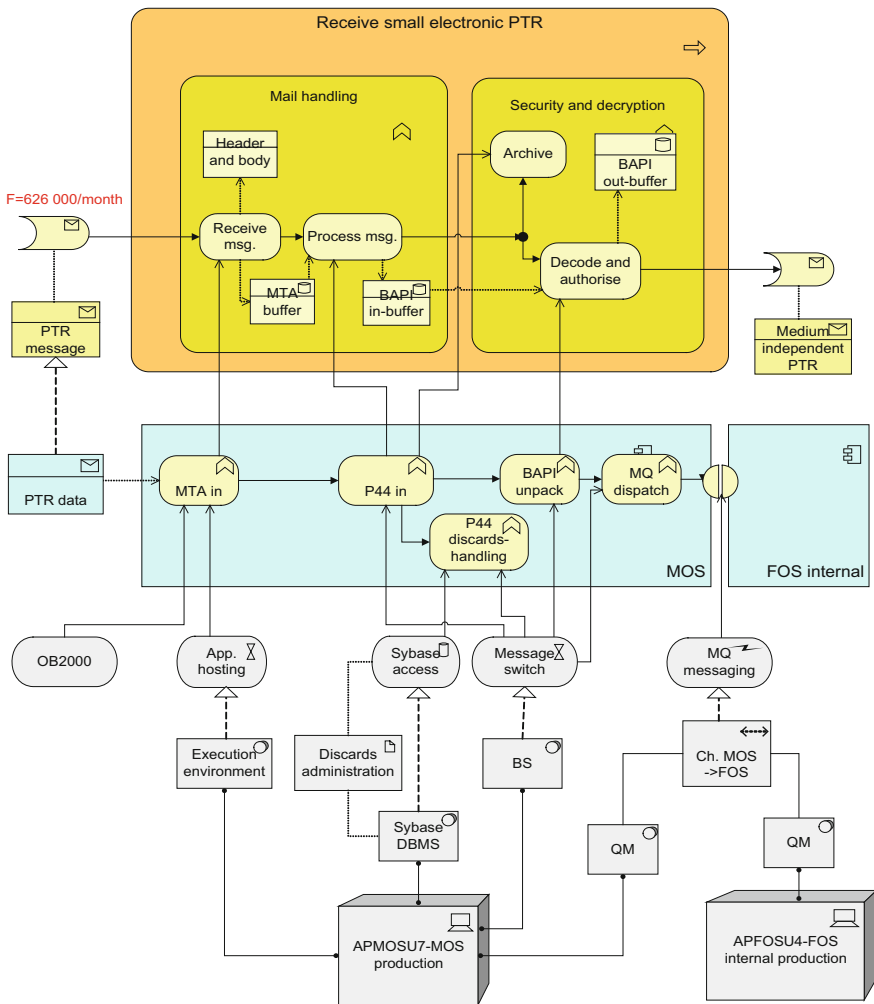 Receive small electronic PTR
Mail handling
Security and decryption
Header
and body
Archive
BAPI
out-buffer
F=626 000/month
Receive
msg.
Process msg.
Decode and
authorise
MTA
buffer
BAPI
in-buffer
PTR
message
Medium
independent
PTR
PTR data
MTA in
P44 in
BAPI
unpack
MQ
dispatch
P44
discards-
handling
MOS
FOS internal
OB2000
App.
hosting
Sybase
access
Message
switch
MQ
messaging
Execution
environment
Discards
administration
BS
Ch. MOS
->FOS
Sybase
DBMS
QM
QM
APMOSU7-MOS
production
APFOSU4-FOS
internal production